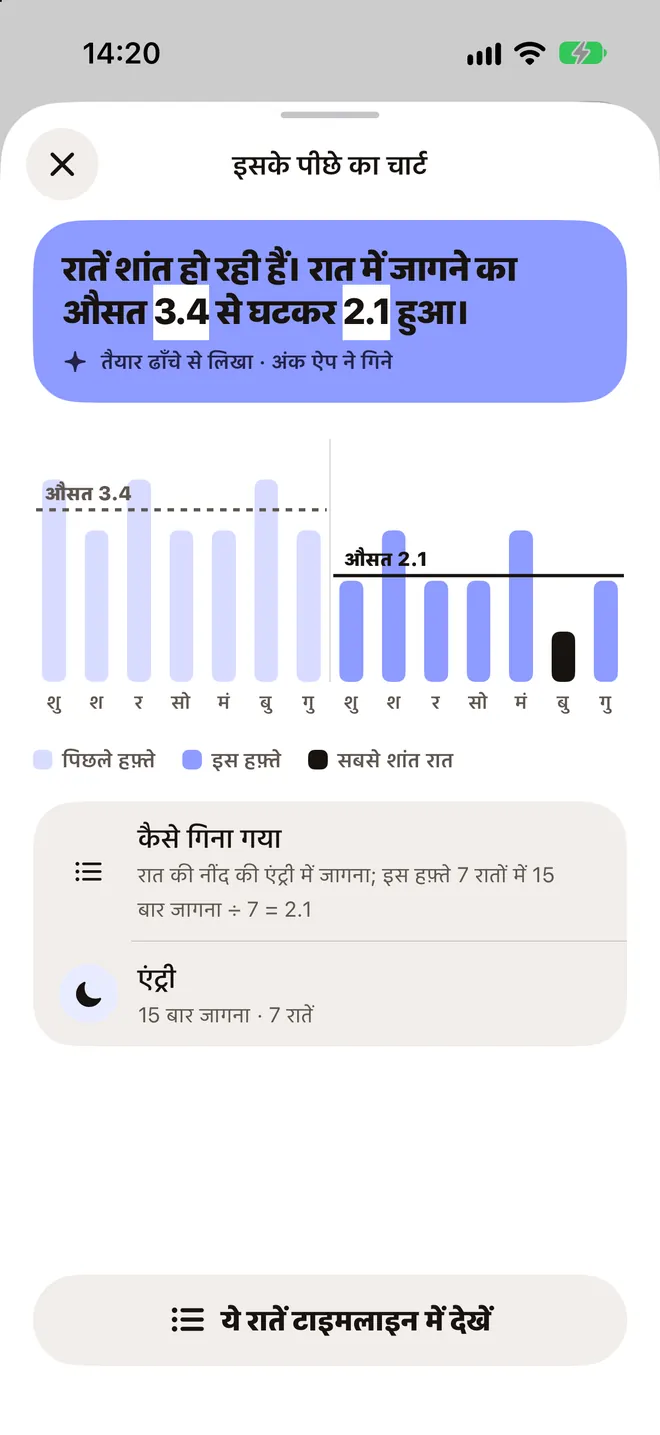 14:20
इसके पीछे का चार्ट
रातें शांत हो रही हैं। रात में जागने का
औसत 3.4 से घटकर 2.1 हुआ।
तैयार ढाँचे से लिखा · अंक ऐप ने गिने
औसत 3.4
औसत 2.1
शु श र सो मं बु गु शु श र सो मं बु गु
पिछले हफ़्ते इस हफ़्ते सबसे शांत रात
कैसे गिना गया
रात की नींद की एंट्री में जागना; इस हफ़्ते 7 रातों में 15
बार जागना ÷ 7 = 2.1
एंट्री
15 बार जागना · 7 रातें
ये रातें टाइमलाइन में देखें